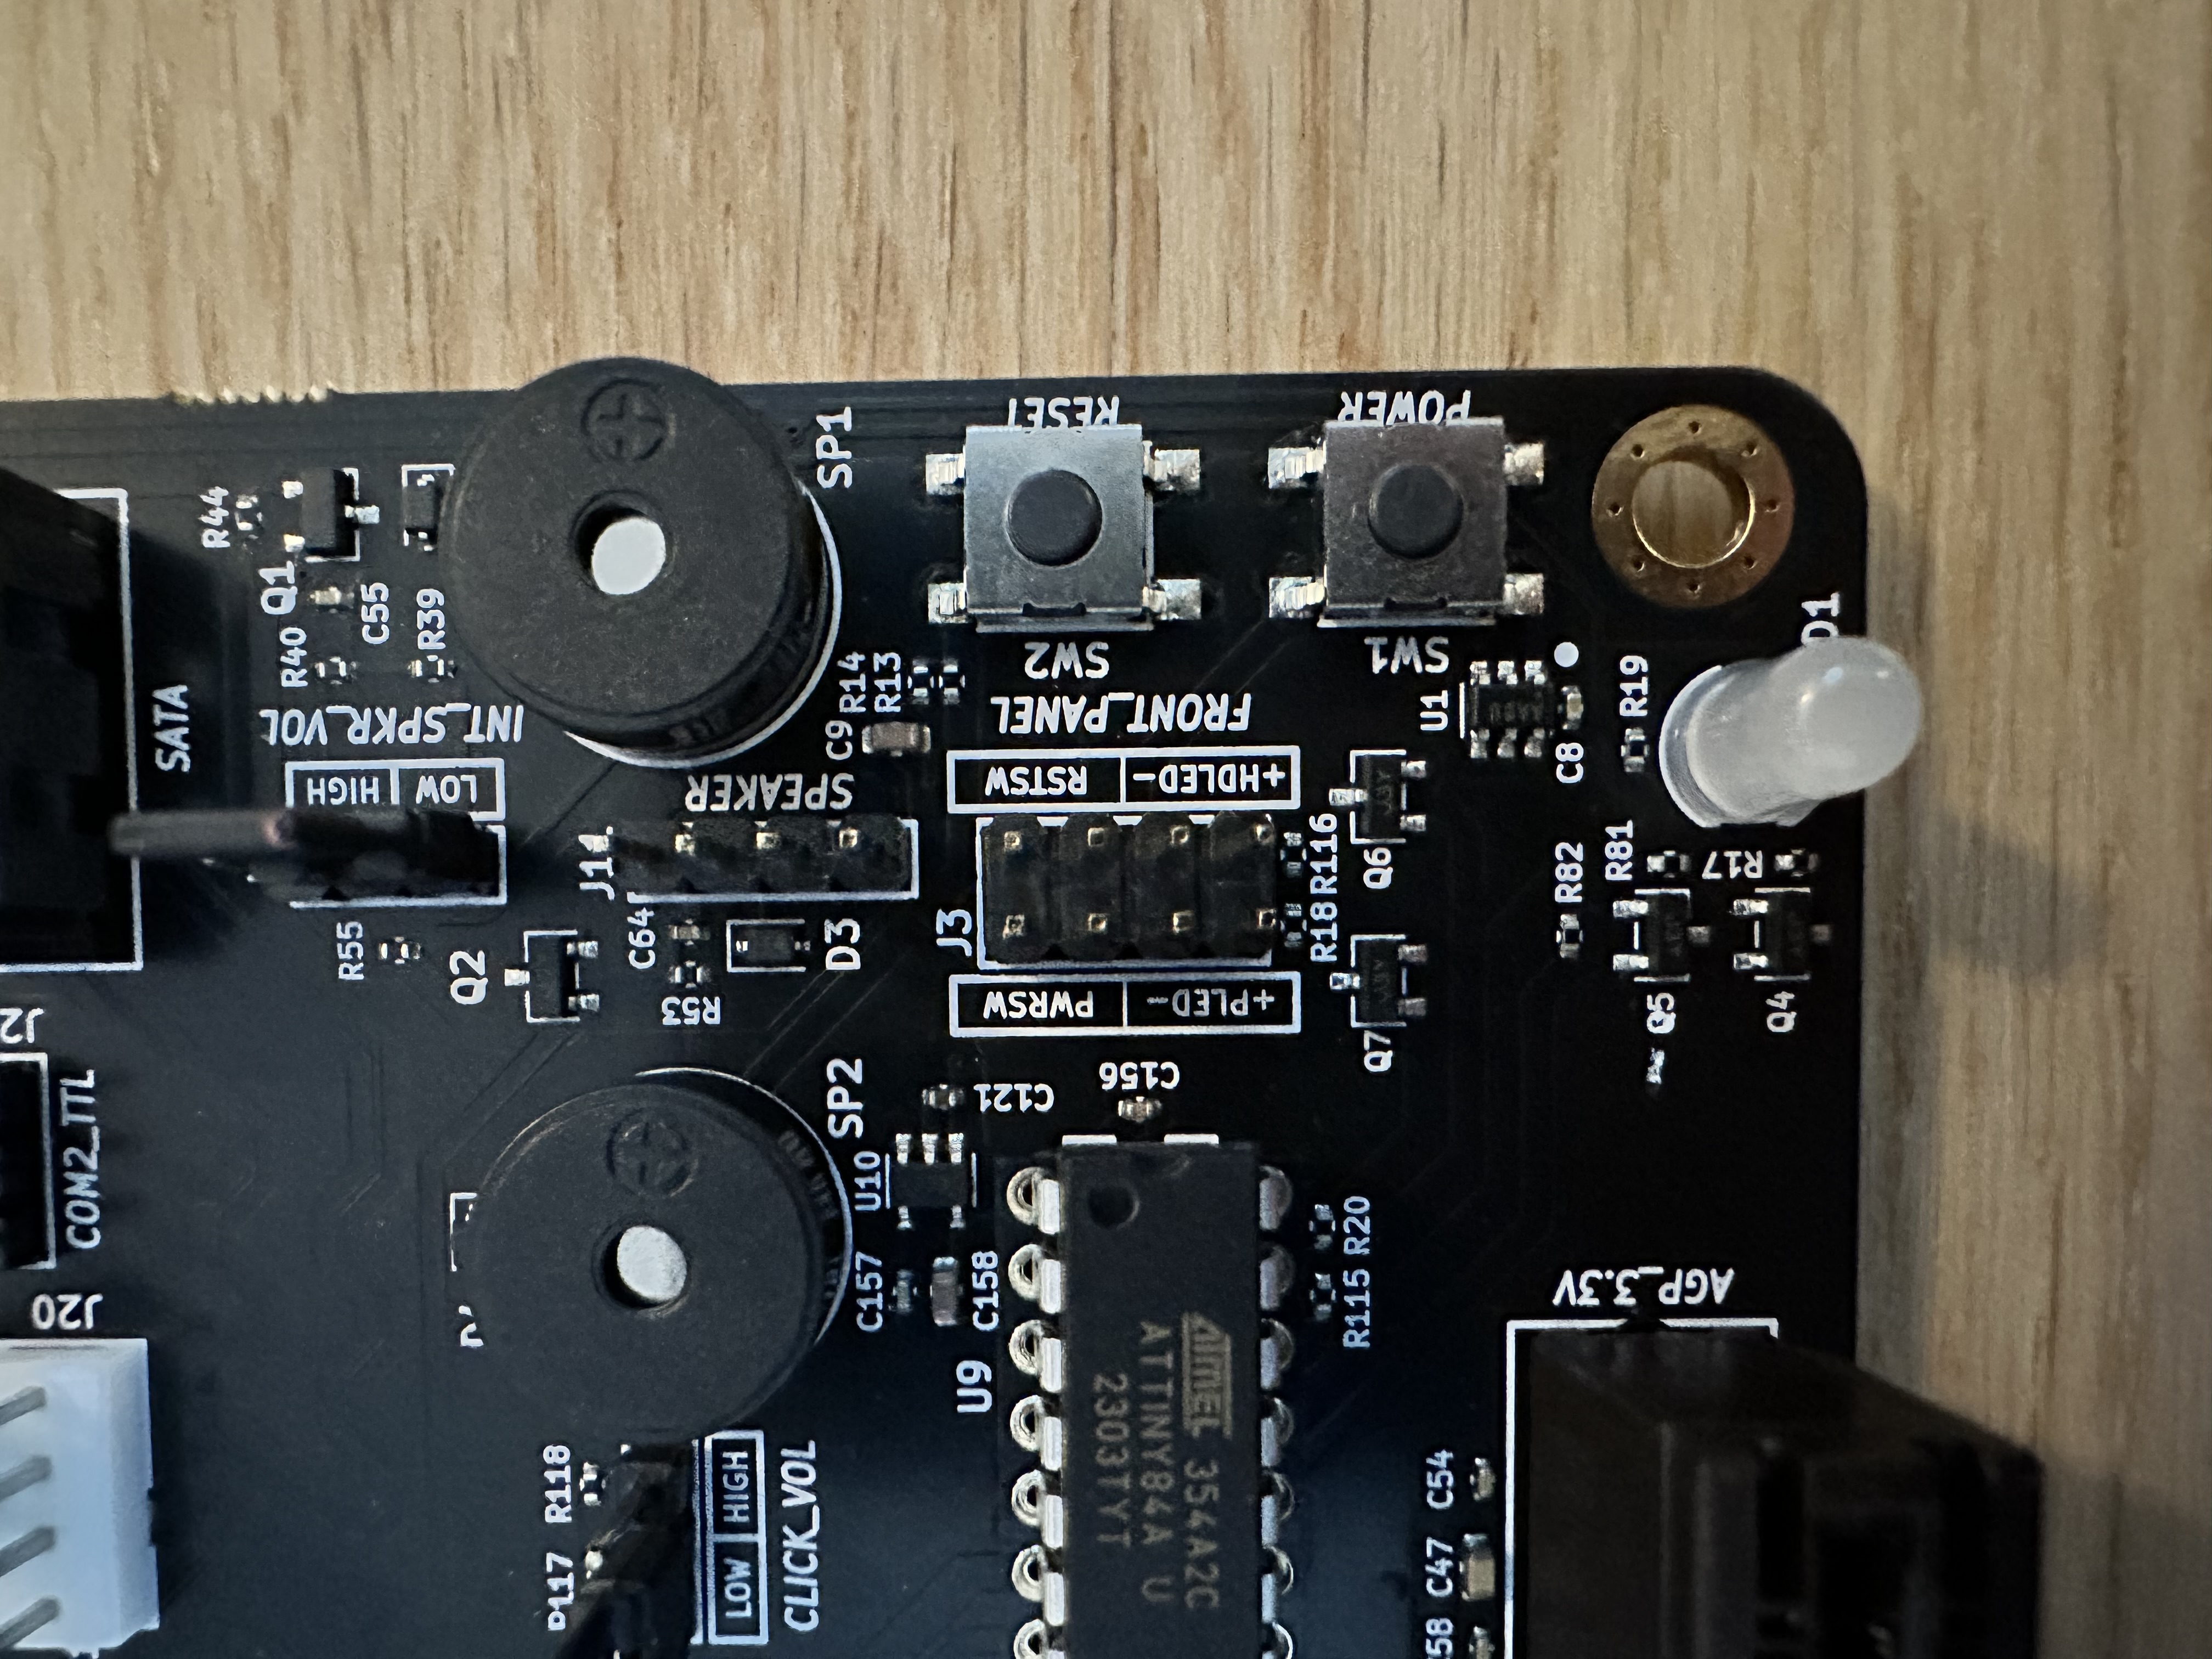 C47
C54
354A2C
ATMEL
ATTINY84A U
2303TYT
CLICK_VOL
LOW
HIGH
R118
J20
COM2_TTL
AGP_3.3V
R115
R20
U9
C158
C157
U10
SP2
C156
C121
Q4
Q5
Q7
+PLED-
PWRSW
J3
R53
D3
C64
Q2
R55
R17
R81
R82
R18
R116
Q6
SPEAKER
LOW
HIGH
INT_SPKR_VOL
SATA
+HDLED-
RSTSW
FRONT_PANEL
C8
U1
R19
C9
R13
R14
SW1
SW2
R39
R40
C55
Q1
R44
SP1
POWER
RESET